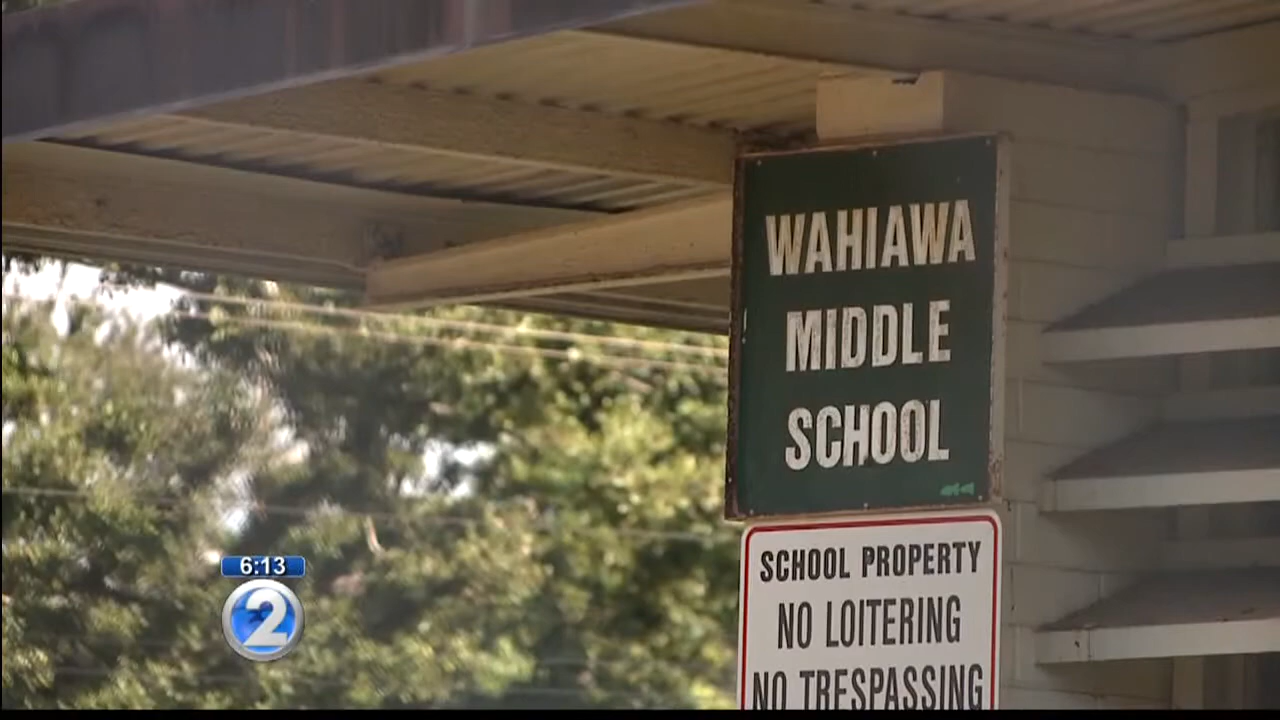 WAHIAWA
MIDDLE
SCHOOL
SCHOOL PROPERTY
NO LOITERING
NO TRESPASSING
6:13
2